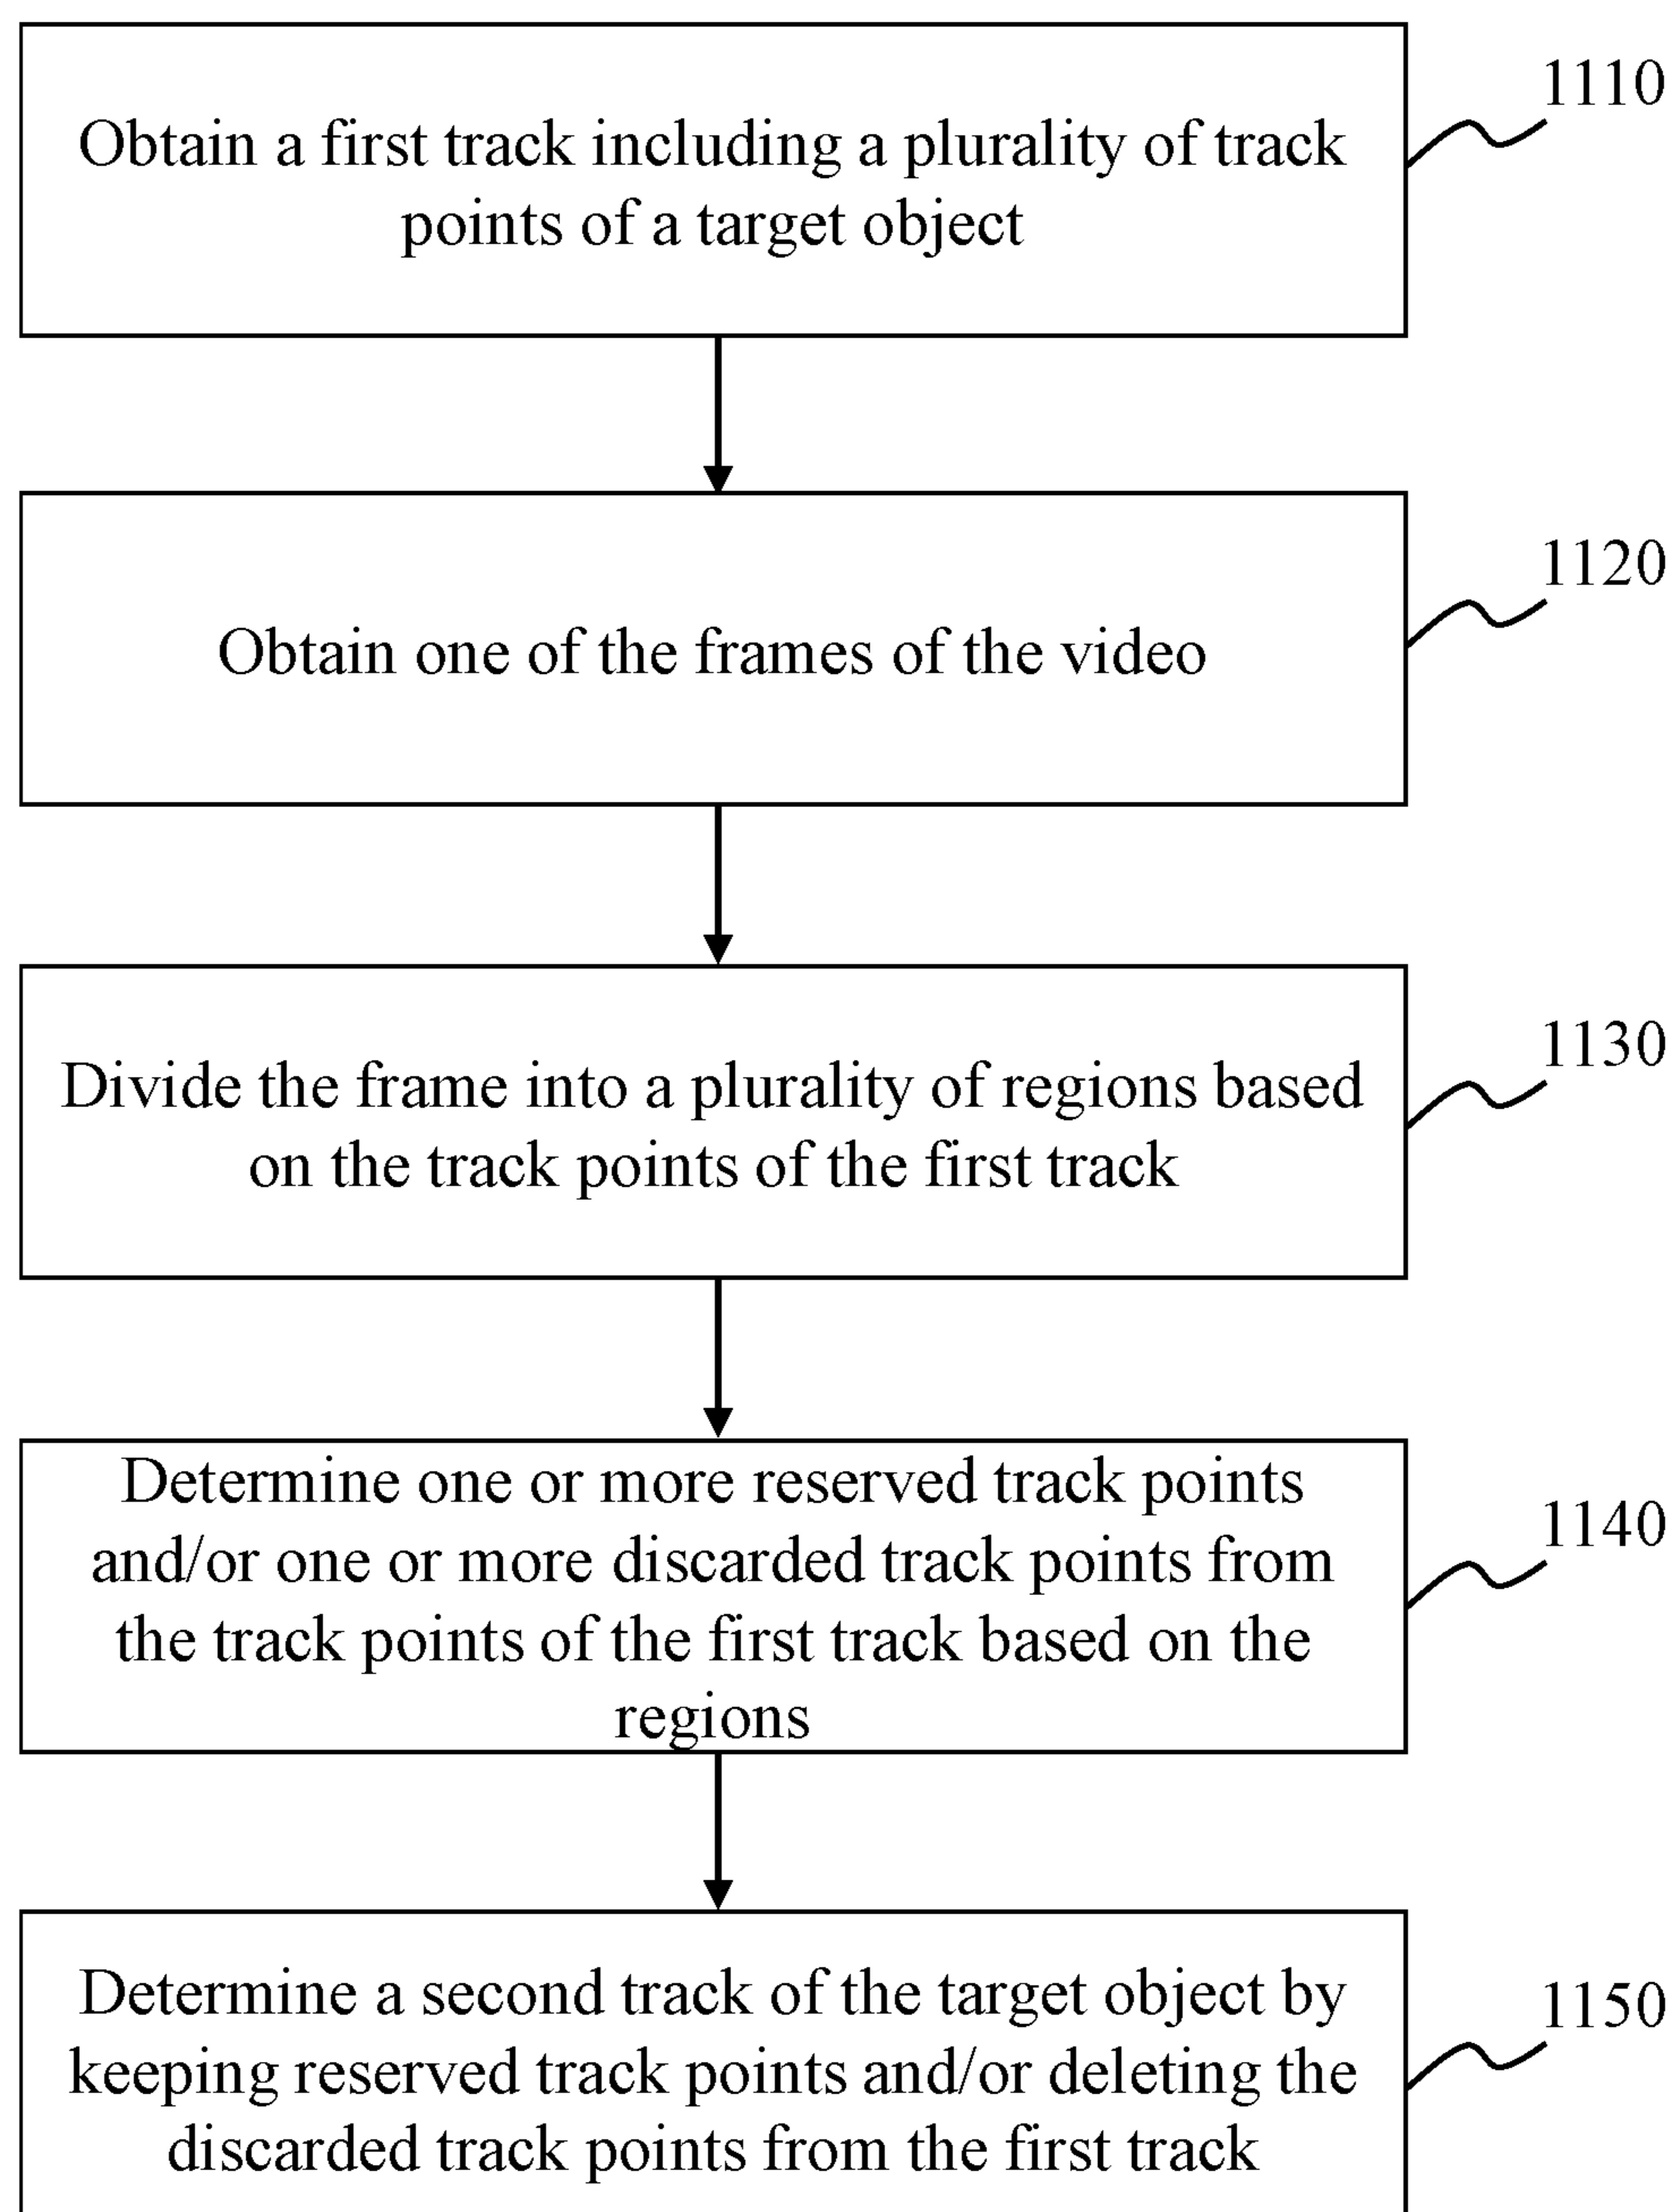 1110
Obtain a first track including a plurality of track
points of a target object
1120
Obtain one of the frames of the video
1130
Divide the frame into a plurality of regions based
on the track points of the first track
1140
Determine one or more reserved track points
and/or one or more discarded track points from
the track points of the first track based on the
regions
1150
Determine a second track of the target object by
keeping reserved track points and/or deleting the
discarded track points from the first track